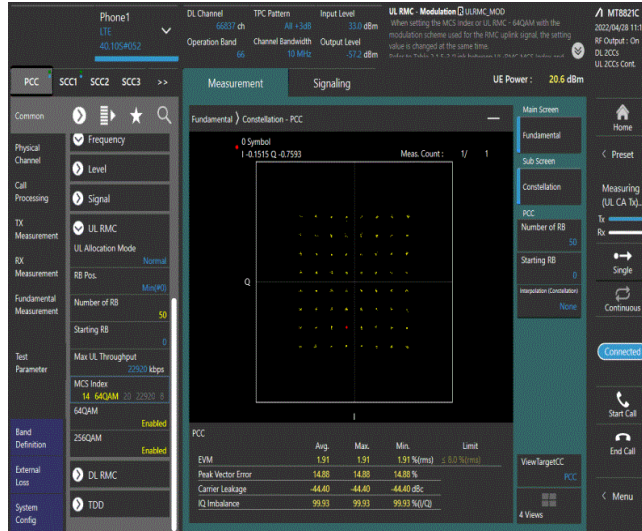 Phone1
LTE
40.105#052
DL Channel
66837 ch
TPC Pattern
All +3dB
Input Level
33.0 dBm
Operation Band
66
Channel Bandwidth
10 MHz
Output Level
-57.2 dBm
UL RMC - Modulation ULRMC_MOD
When setting the MCS index or UL RMC - 64QAM with the
modulation scheme used for the RMC uplink signal, the setting
value is changed at the same time.
MT8821C
2022/04/28 11:1
RF Output : On
DL 2CCs
UL 2CCs Cont.
PCC
SCC1
SCC2
SCC3
>>
Measurement
Signaling
UE Power : 20.6 dBm
Common
Physical
Channel
Call
Processing
TX
Measurement
RX
Measurement
Fundamental
Measurement
Test
Parameter
Band
Definition
External
Loss
System
Config
Frequency
Level
Signal
UL RMC
UL Allocation Mode
Normal
RB Pos.
Min(#0)
Number of RB
50
Starting RB
0
Max UL Throughput
22920 kbps
MCS Index
14 64QAM 20 22920 8
64QAM
Enabled
256QAM
Enabled
DL RMC
TDD
Fundamental > Constellation - PCC
0 Symbol
I -0.1515 Q -0.7593
Meas. Count : 1/ 1
Q
I
PCC
Avg. Max. Min. Limit
EVM 1.91 1.91 1.91 %(rms) ≤ 8.0 %(rms)
Peak Vector Error 14.88 14.88 14.88 %
Carrier Leakage -44.40 -44.40 -44.40 dBc
IQ Imbalance 99.93 99.93 99.93 %(I/Q)
Main Screen
Fundamental
Sub Screen
Constellation
PCC
Number of RB
50
Starting RB
0
Interpolation (Constellation)
None
ViewTargetCC
PCC
4 Views
Home
< Preset
Measuring
(UL CA Tx)...
Tx
Rx
Single
Continuous
Connected
Start Call
End Call
< Menu